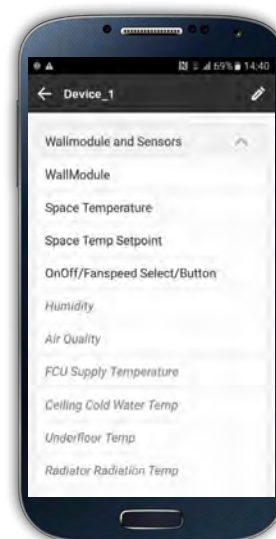 69% 14:40
Device_1
Wallmodule and Sensors
WallModule
Space Temperature
Space Temp Setpoint
OnOff/Fanspeed Select/Button
Humidity
Air Quality
FCU Supply Temperature
Ceiling Cold Water Temp
Underfloor Temp
Radiator Radiation Temp